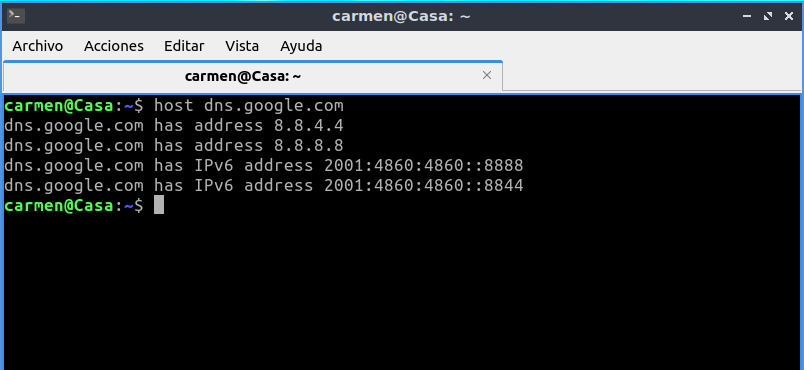 carmen@Casa: ~
Archivo Acciones Editar Vista Ayuda
carmen@Casa: ~
carmen@Casa:~$ host dns.google.com
dns.google.com has address 8.8.4.4
dns.google.com has address 8.8.8.8
dns.google.com has IPv6 address 2001:4860:4860::8888
dns.google.com has IPv6 address 2001:4860:4860::8844
carmen@Casa:~$